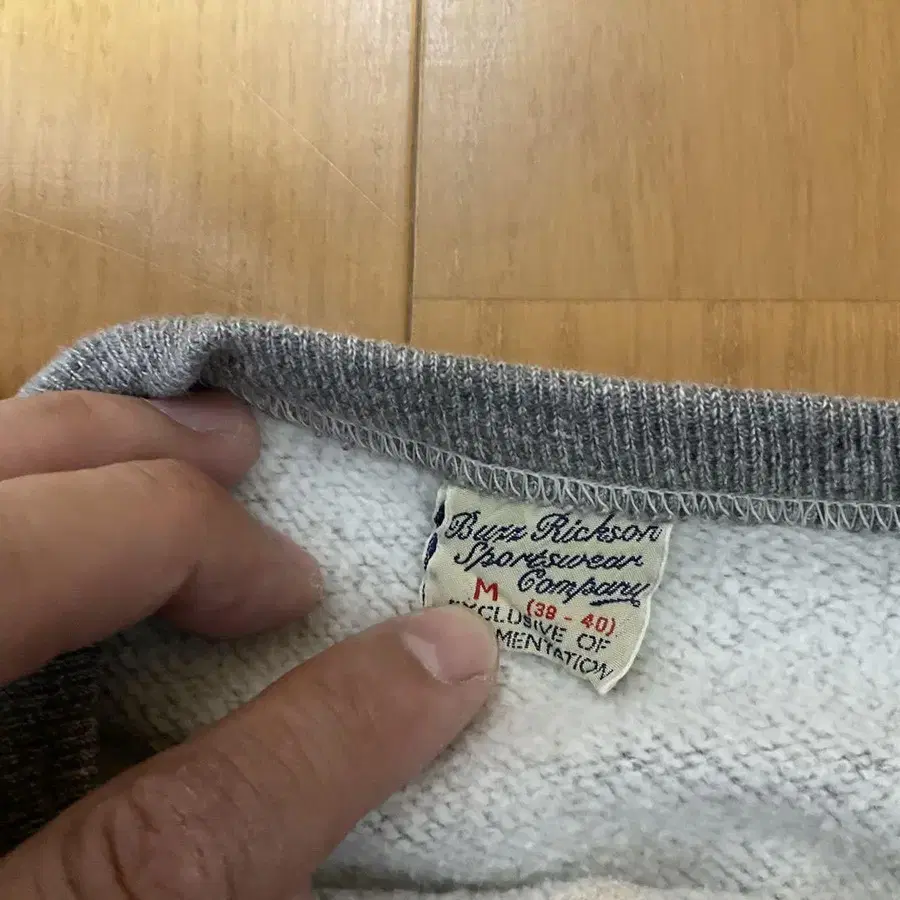 Buzz Rickson
Sportswear
Company
M (38 - 40)
EXCLUSIVE OF
MENTATION